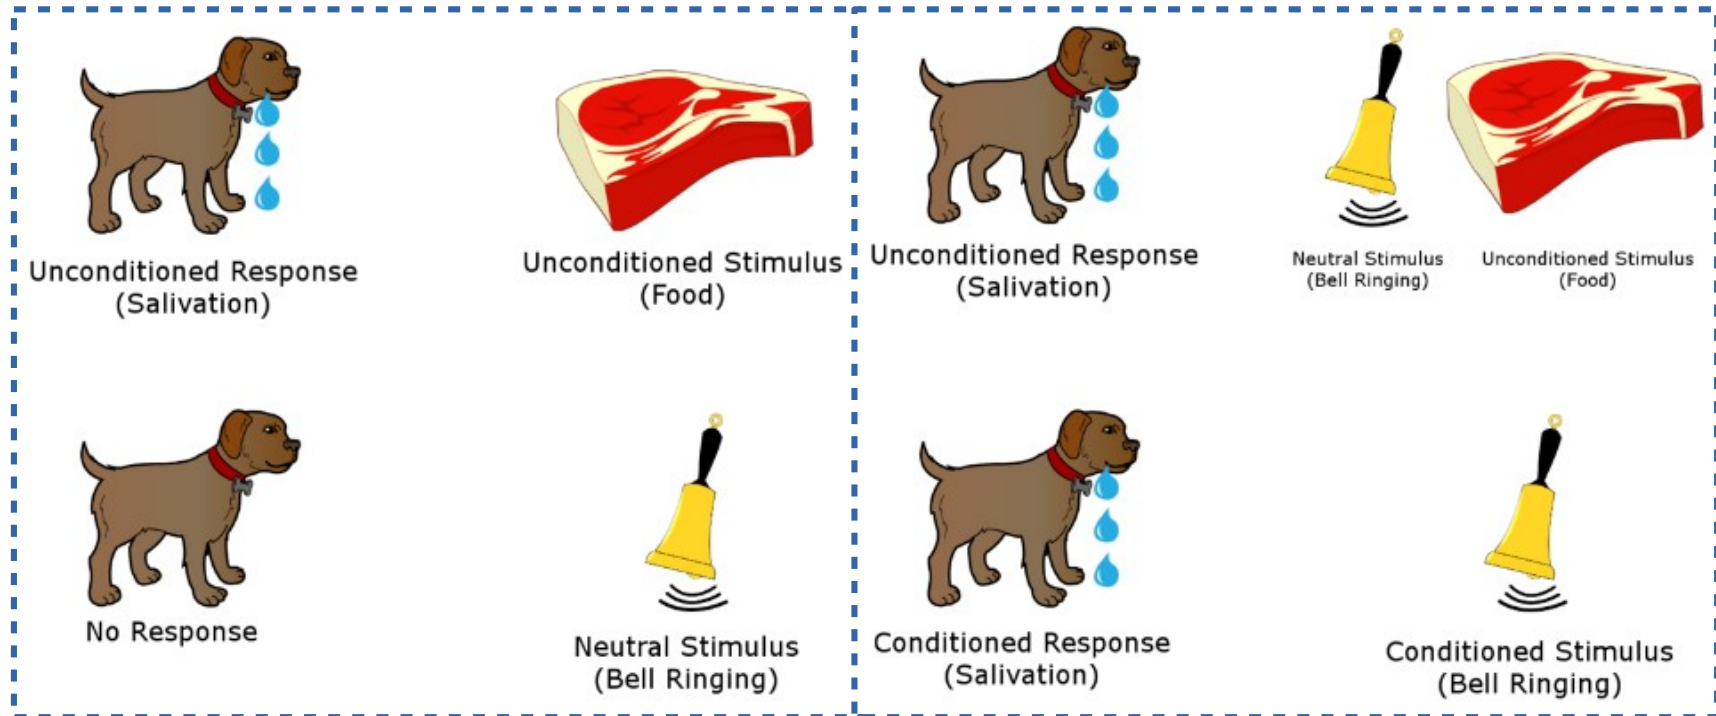 Unconditioned Response
(Salivation)
Unconditioned Stimulus
(Food)
No Response
Neutral Stimulus
(Bell Ringing)
Unconditioned Response
(Salivation)
Neutral Stimulus
(Bell Ringing)
Unconditioned Stimulus
(Food)
Conditioned Response
(Salivation)
Conditioned Stimulus
(Bell Ringing)